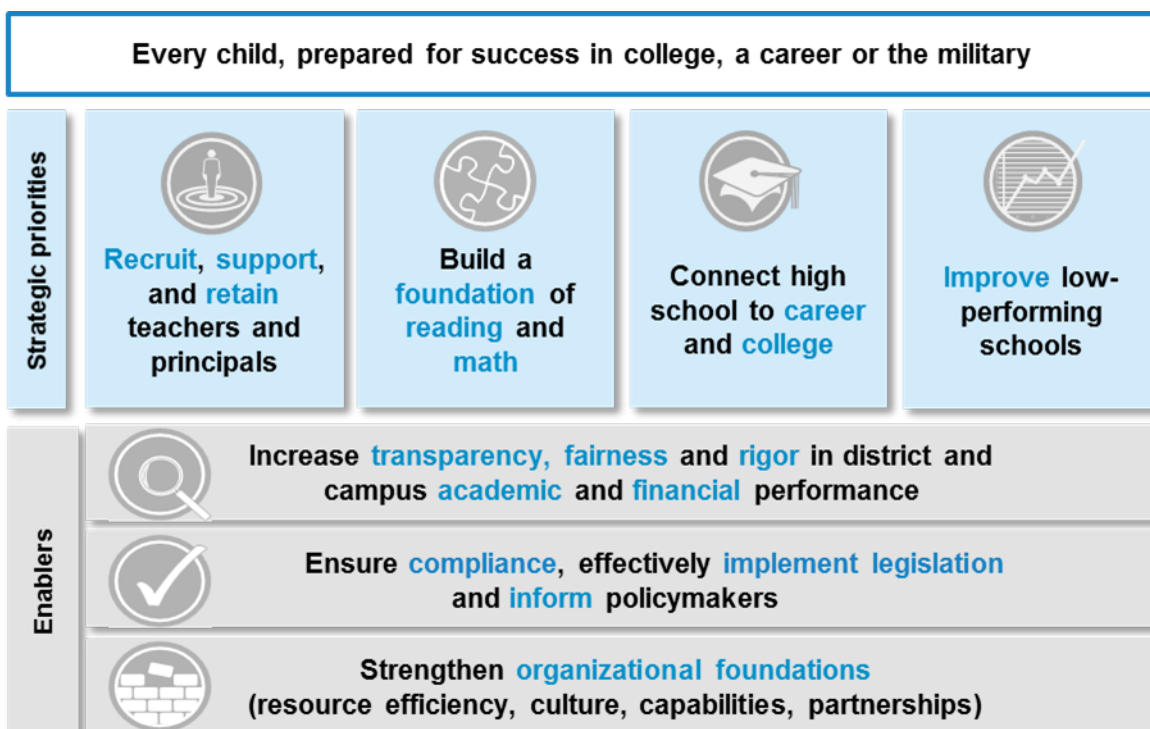 Every child, prepared for success in college, a career or the military
Strategic priorities
Recruit, support,
and retain
teachers and
principals
Build a
foundation of
reading and
math
Connect high
school to career
and college
Improve low-
performing
schools
Enablers
Increase transparency, fairness and rigor in district and
campus academic and financial performance
Ensure compliance, effectively implement legislation
and inform policymakers
Strengthen organizational foundations
(resource efficiency, culture, capabilities, partnerships)